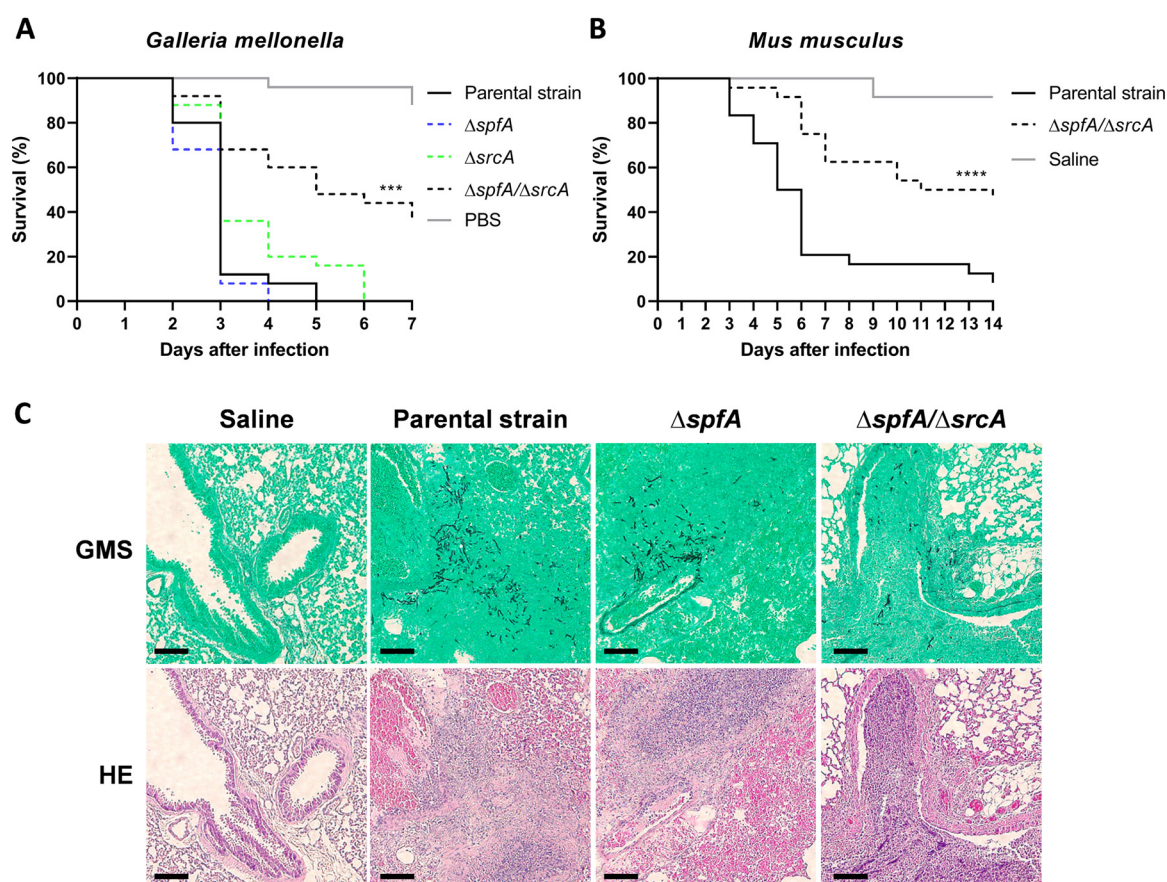 A
Galleria mellonella
Survival (%)
100
80
60
40
20
0
0 1 2 3 4 5 6 7
Days after infection
***
Parental strain
ΔspfA
ΔsrcA
ΔspfA/ΔsrcA
PBS
B
Mus musculus
Survival (%)
100
80
60
40
20
0
0 1 2 3 4 5 6 7 8 9 10 11 12 13 14
Days after infection
****
Parental strain
ΔspfA/ΔsrcA
Saline
C
Saline Parental strain ΔspfA ΔspfA/ΔsrcA
GMS
HE